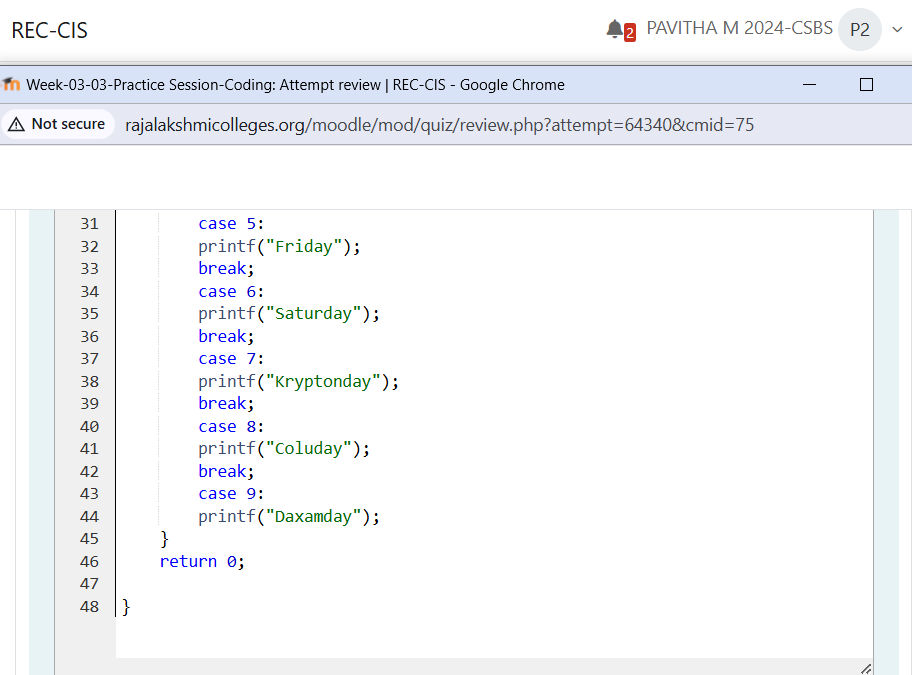 REC-CIS
2 PAVITHA M 2024-CSBS P2
Week-03-03-Practice Session-Coding: Attempt review | REC-CIS - Google Chrome
Not secure rajalakshmicolleges.org/moodle/mod/quiz/review.php?attempt=64340&cmid=75
31 case 5:
32 printf("Friday");
33 break;
34 case 6:
35 printf("Saturday");
36 break;
37 case 7:
38 printf("Kryptonday");
39 break;
40 case 8:
41 printf("Coluday");
42 break;
43 case 9:
44 printf("Daxamday");
45 }
46 return 0;
47
48 }